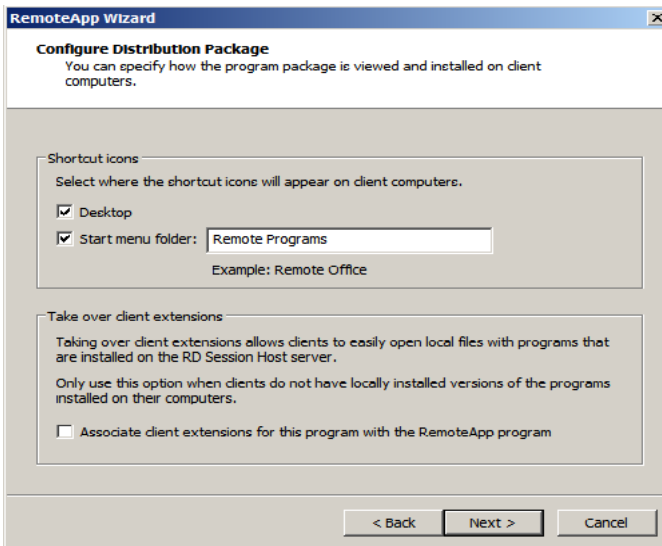 RemoteApp Wizard
Configure Distribution Package
You can specify how the program package is viewed and installed on client
computers.
Shortcut icons
Select where the shortcut icons will appear on client computers.
Desktop
Start menu folder: Remote Programs
Example: Remote Office
Take over client extensions
Taking over client extensions allows clients to easily open local files with programs that
are installed on the RD Session Host server.
Only use this option when clients do not have locally installed versions of the programs
installed on their computers.
Associate client extensions for this program with the RemoteApp program
< Back Next > Cancel